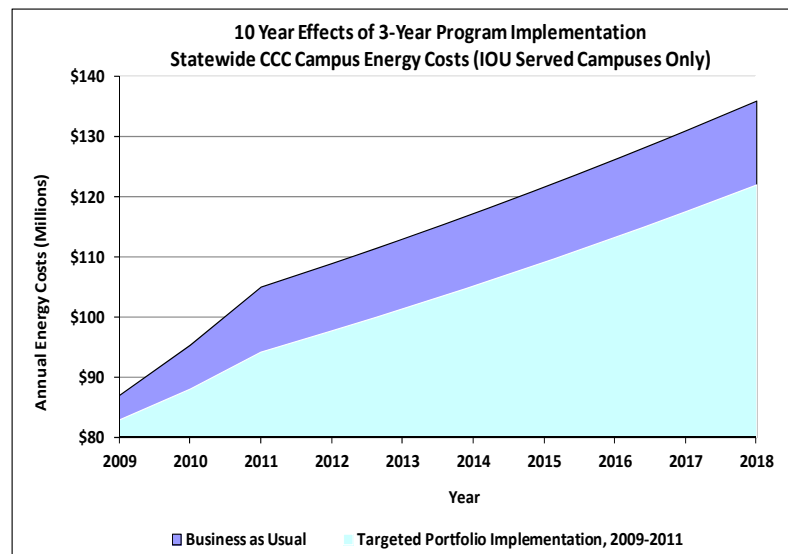 10 Year Effects of 3-Year Program Implementation
Statewide CCC Campus Energy Costs (IOU Served Campuses Only)
Annual Energy Costs (Millions)
$140
$130
$120
$110
$100
$90
$80
2009 2010 2011 2012 2013 2014 2015 2016 2017 2018
Year
Business as Usual Targeted Portfolio Implementation, 2009-2011